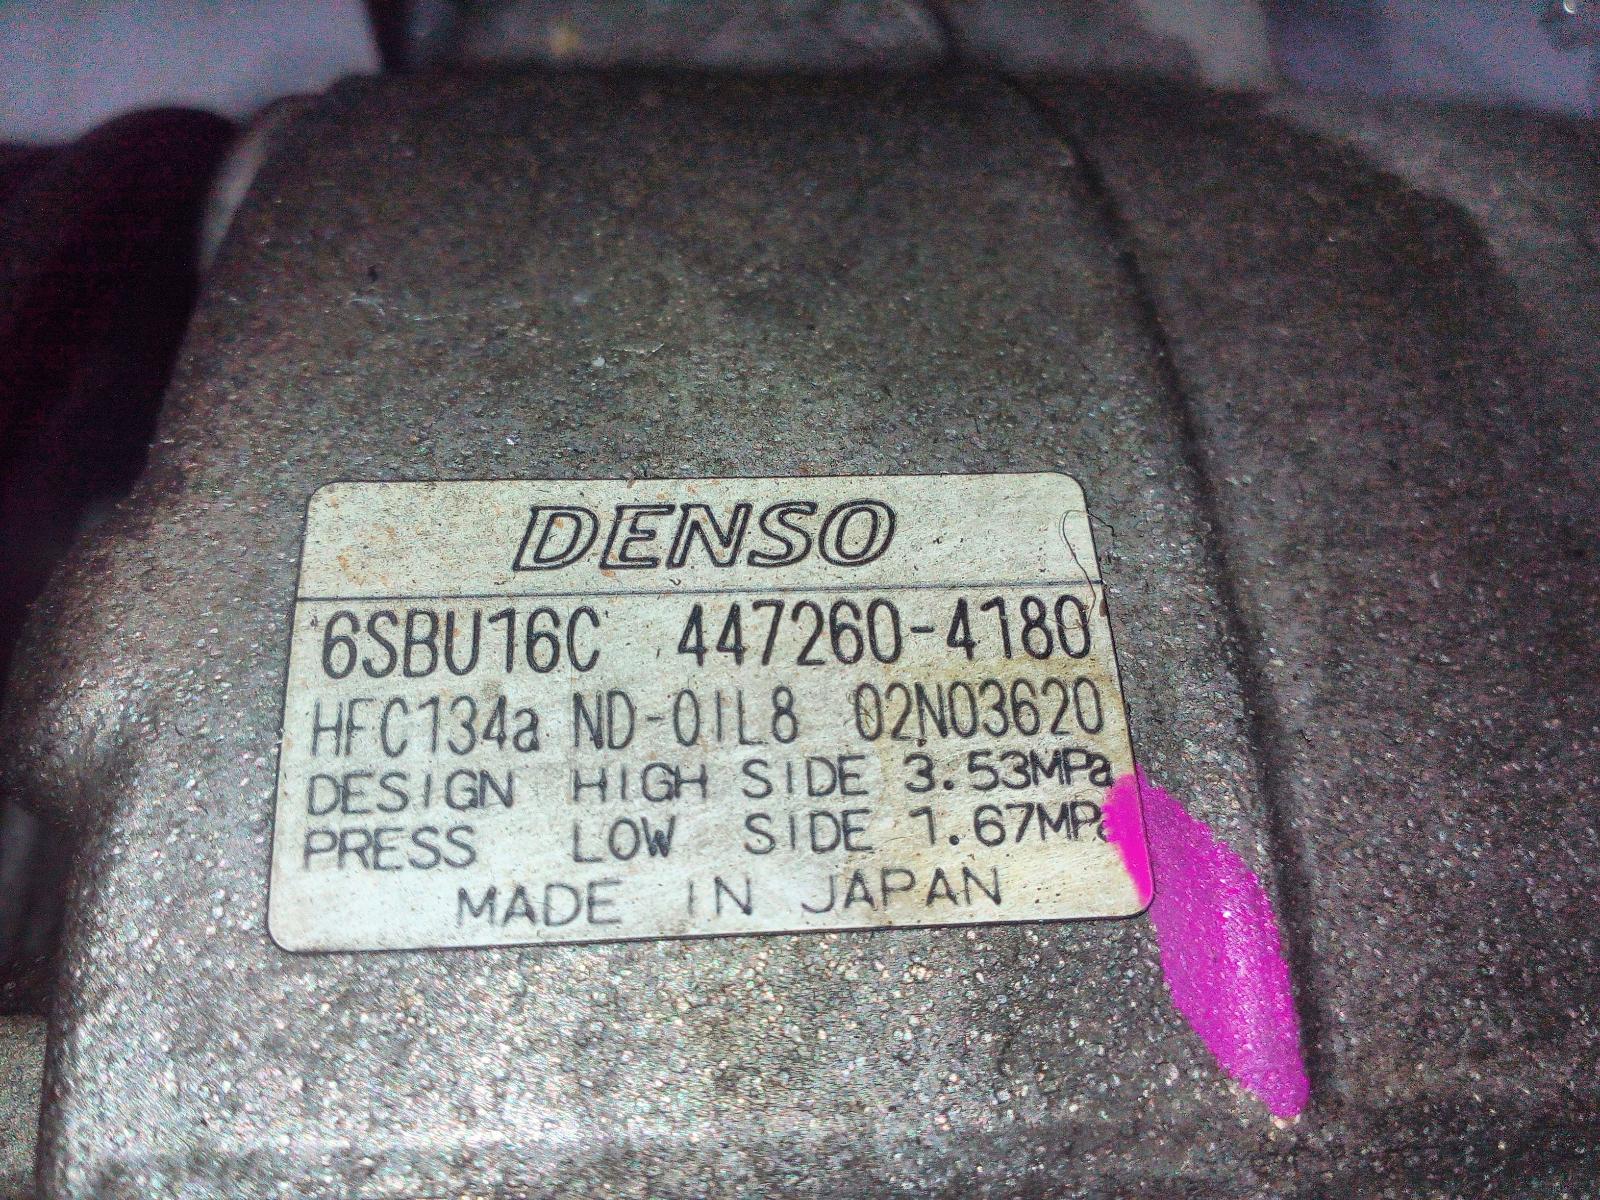 DENSO
6SBU16C 447260-4180
HFC134a ND-OIL8 02N03620
DESIGN HIGH SIDE 3.53MPa
PRESS LOW SIDE 1.67MPa
MADE IN JAPAN